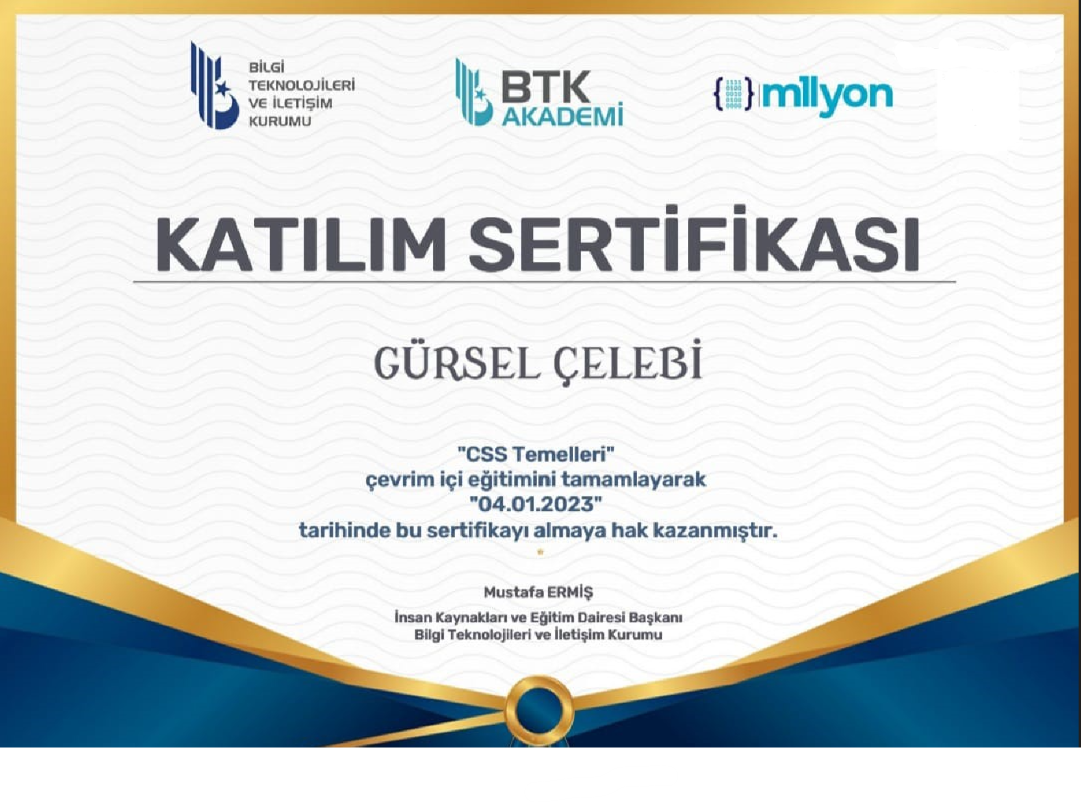 BİLGİ
TEKNOLOJİLERİ
VE İLETİŞİM
KURUMU
BTK
AKADEMİ
{ } m1lyon
KATILIM SERTİFİKASI
GÜRSEL ÇELEBİ
"CSS Temelleri"
çevrim içi eğitimini tamamlayarak
"04.01.2023"
tarihinde bu sertifikayı almaya hak kazanmıştır.
Mustafa ERMİŞ
İnsan Kaynakları ve Eğitim Dairesi Başkanı
Bilgi Teknolojileri ve İletişim Kurumu